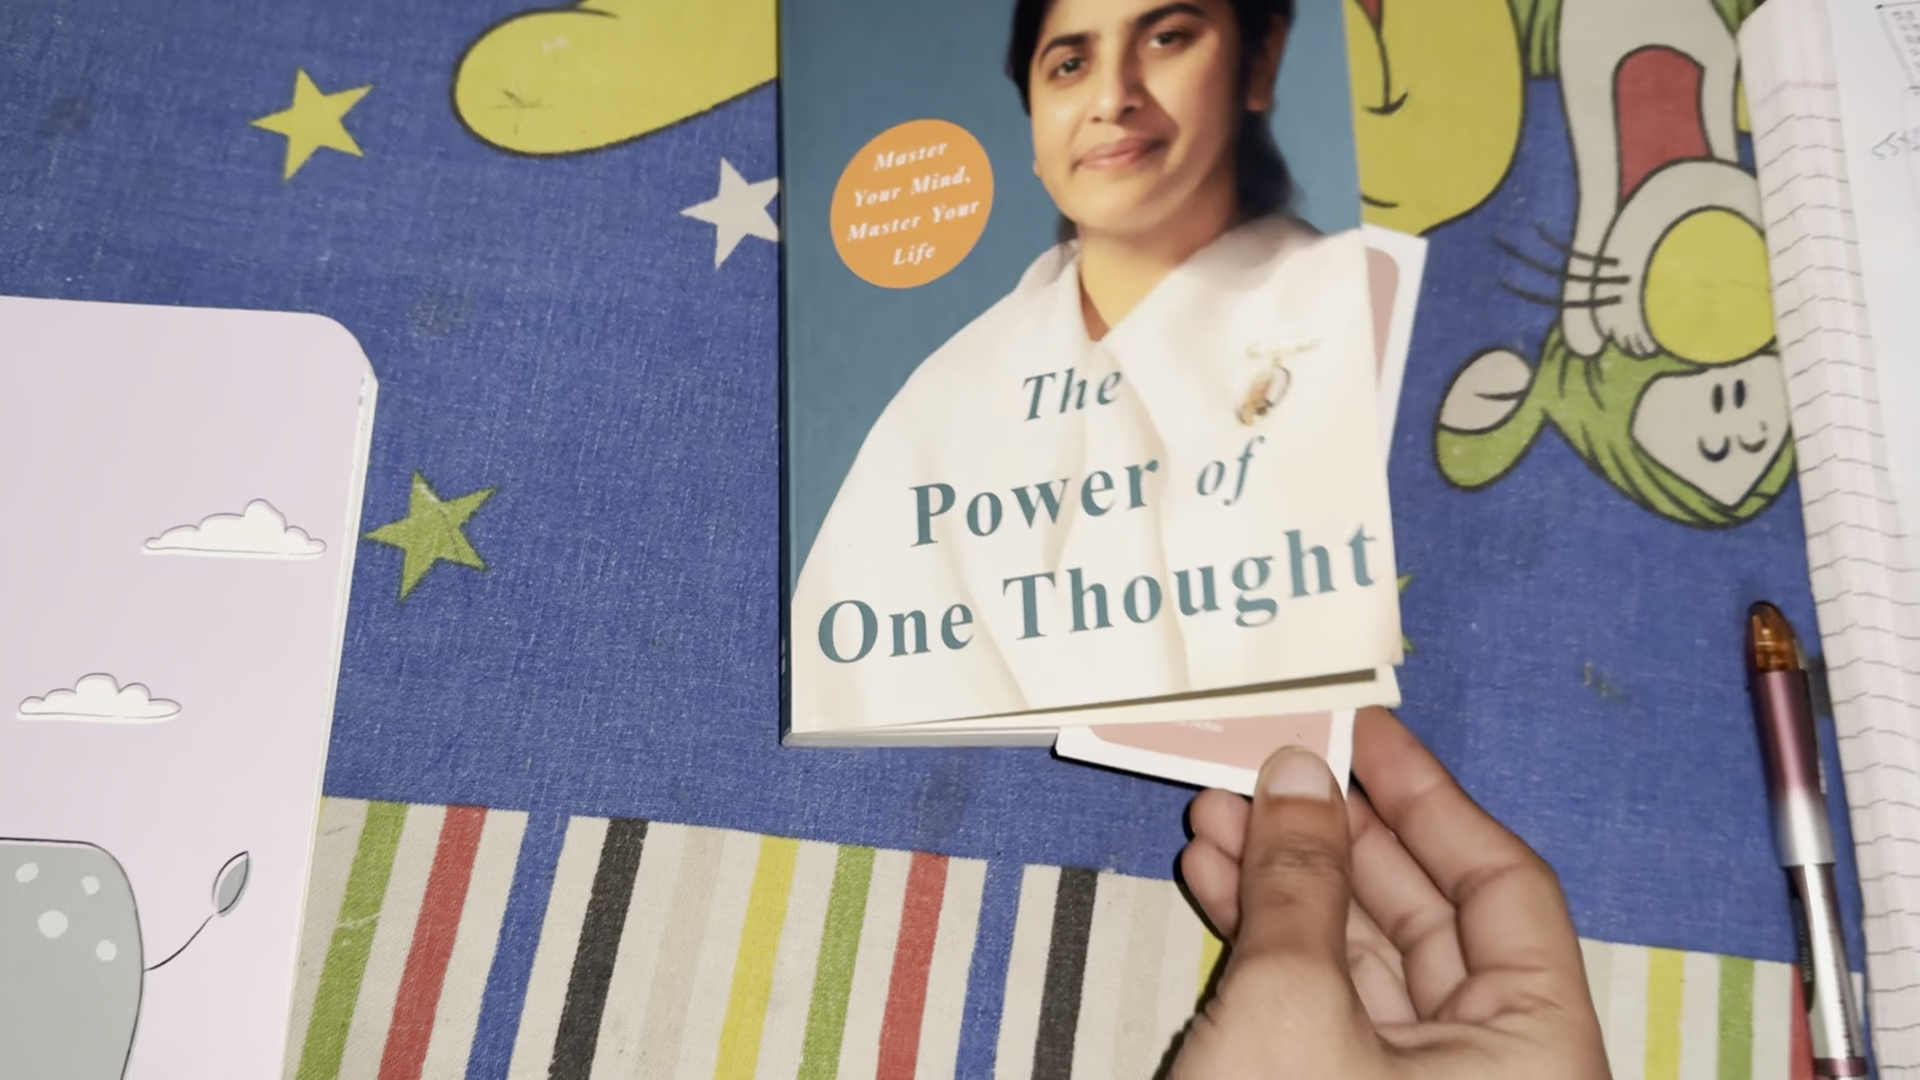 Master
Your Mind,
Master Your
Life
The
Power of
One Thought